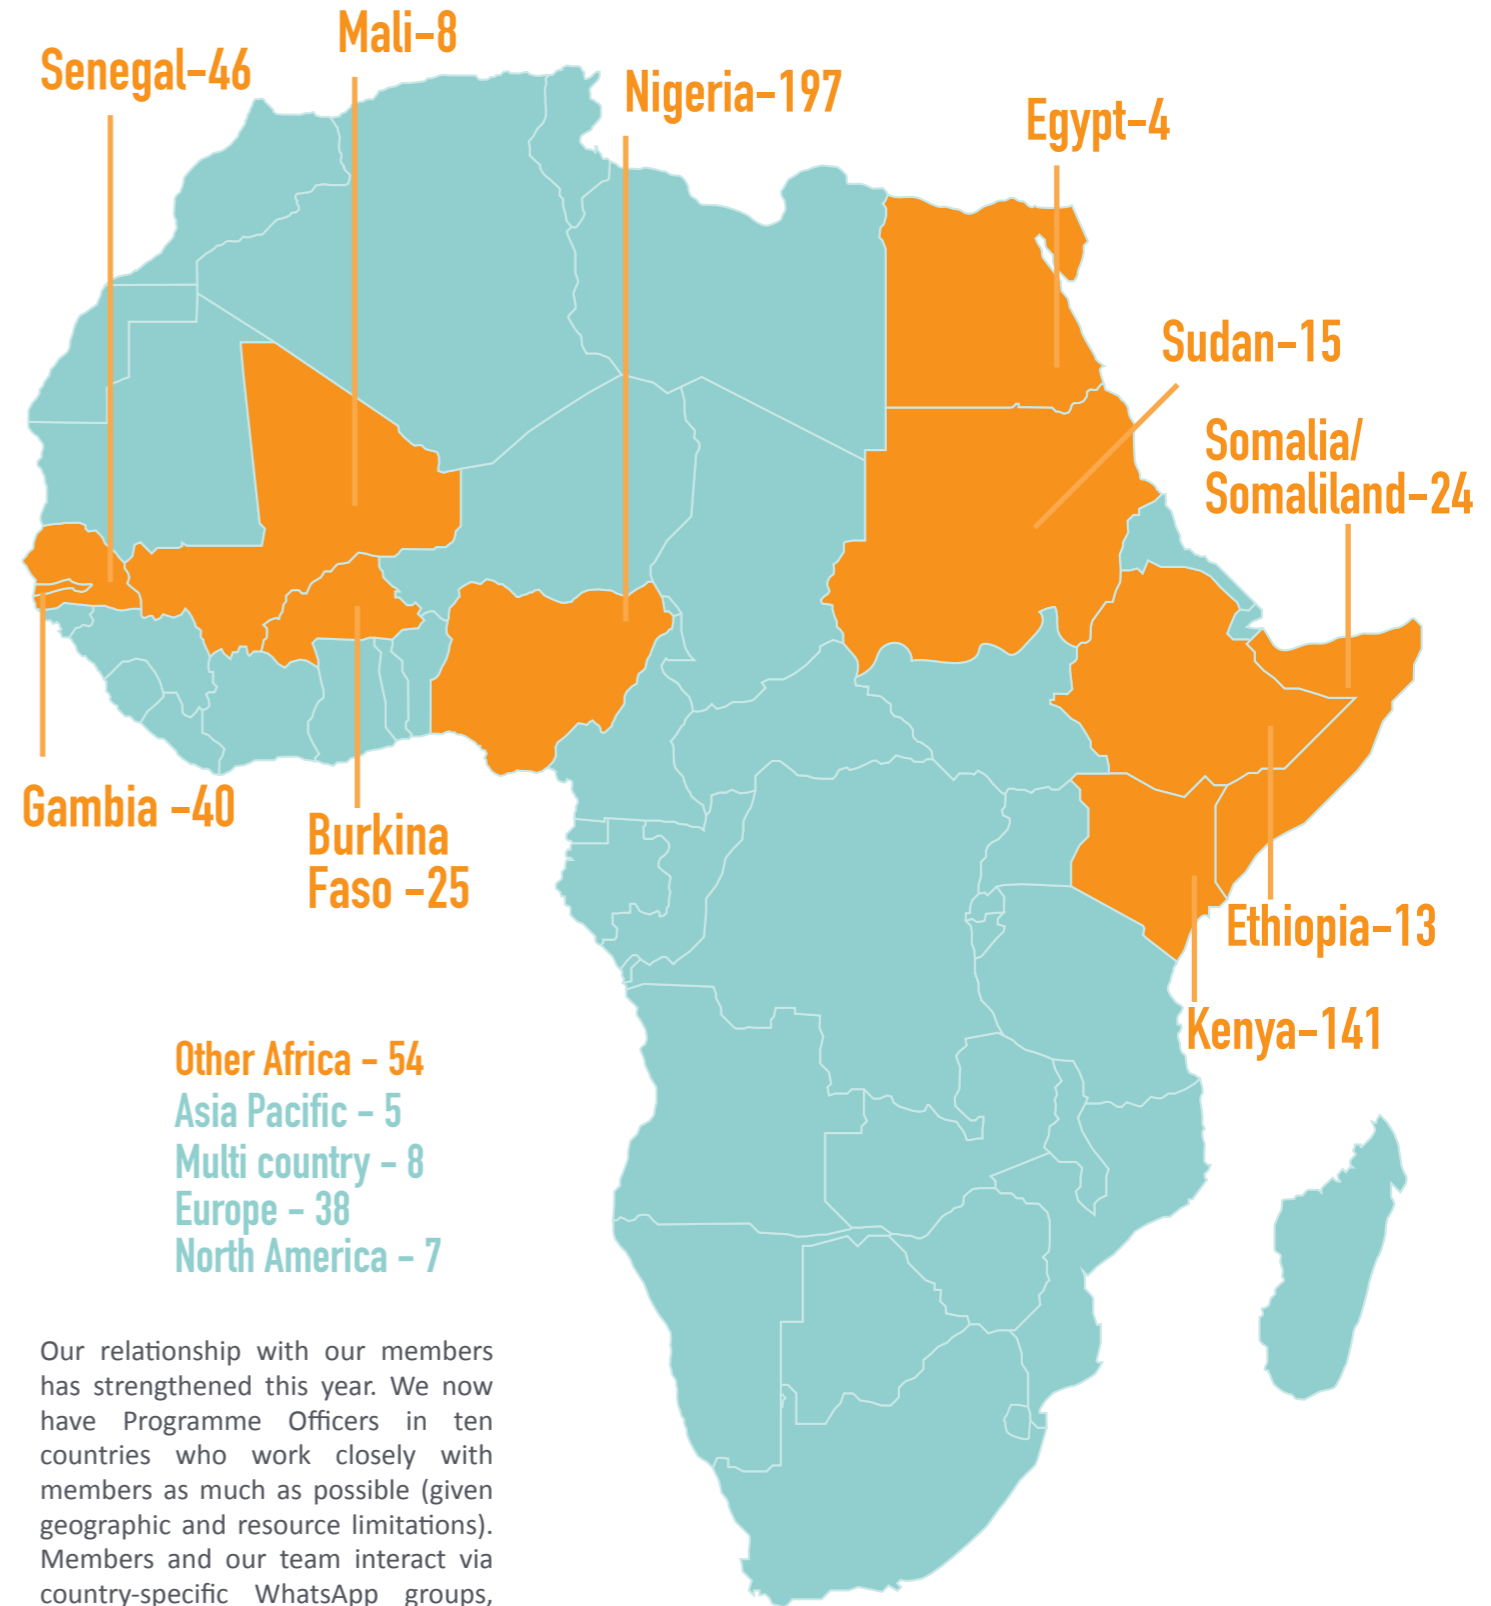 Mali–8
Senegal–46
Nigeria–197
Egypt–4
Sudan–15
Somalia/
Somaliland–24
Gambia –40
Burkina
Faso –25
Ethiopia–13
Kenya–141
Other Africa – 54
Asia Pacific – 5
Multi country – 8
Europe – 38
North America – 7
Our relationship with our members
has strengthened this year. We now
have Programme Officers in ten
countries who work closely with
members as much as possible (given
geographic and resource limitations).
Members and our team interact via
country-specific WhatsApp groups,